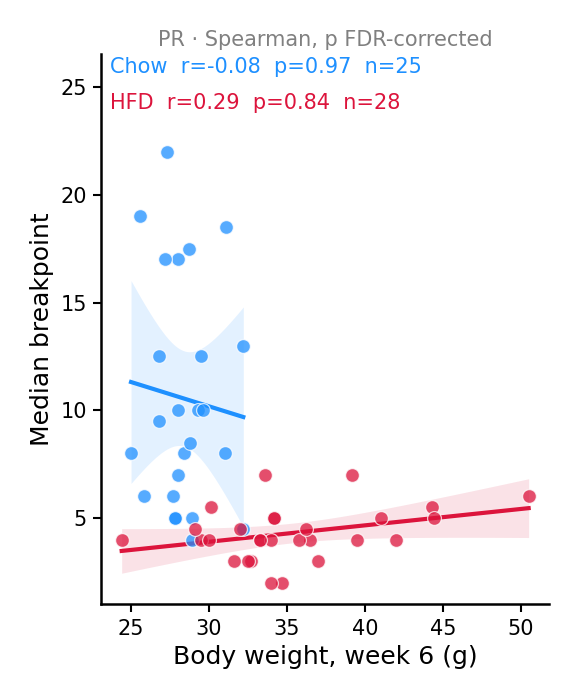 PR · Spearman, p FDR-corrected
Chow r=-0.08 p=0.97 n=25
HFD r=0.29 p=0.84 n=28
25
20
15
10
5
Median breakpoint
25 30 35 40 45 50
Body weight, week 6 (g)